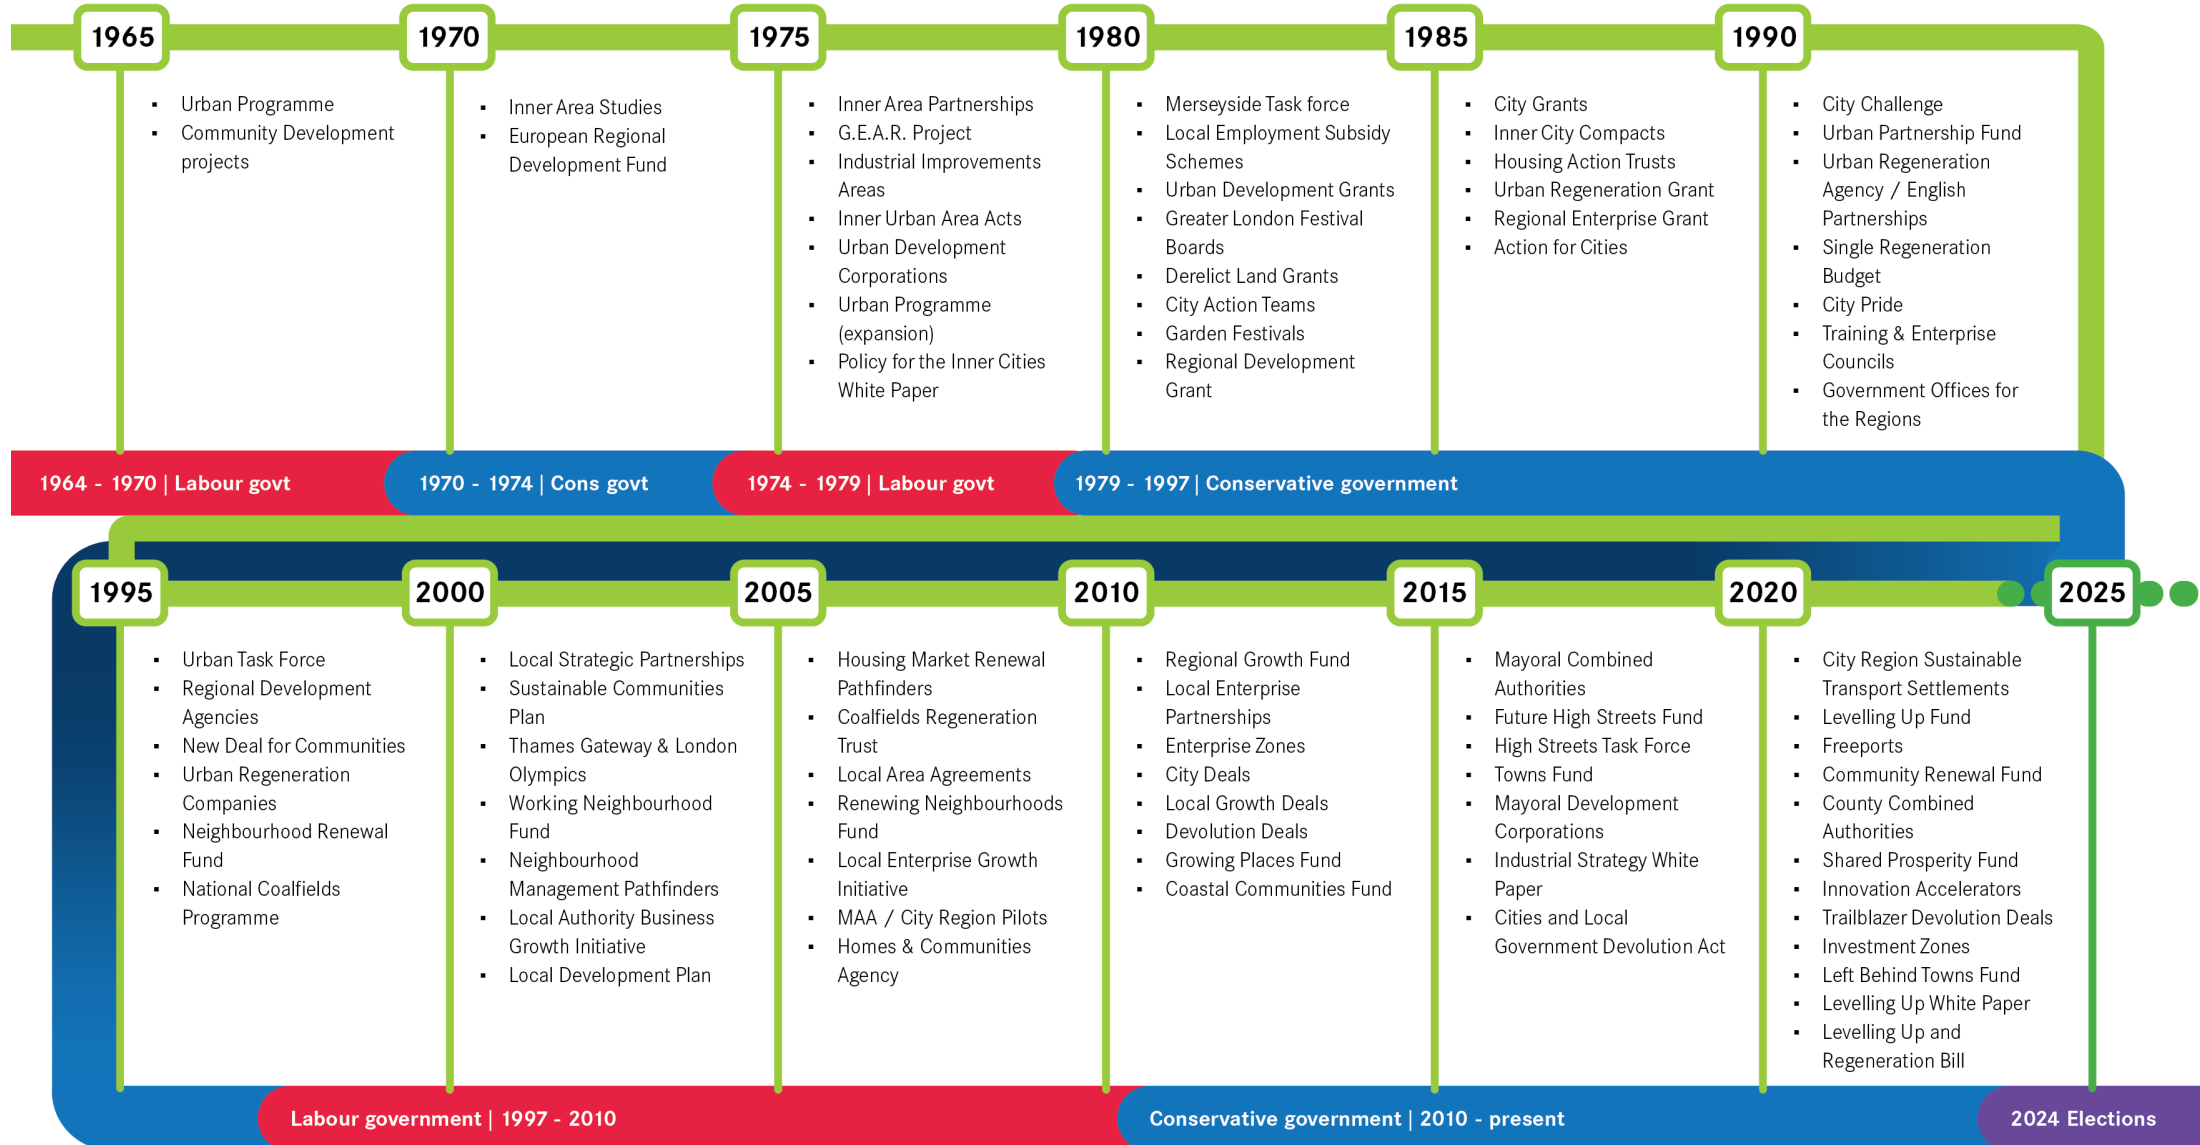 1965
1970
1975
1980
1985
1990
Urban Programme
Community Development
projects
Inner Area Studies
European Regional
Development Fund
Inner Area Partnerships
G.E.A.R. Project
Industrial Improvements
Areas
Inner Urban Area Acts
Urban Development
Corporations
Urban Programme
(expansion)
Policy for the Inner Cities
White Paper
Merseyside Task force
Local Employment Subsidy
Schemes
Urban Development Grants
Greater London Festival
Boards
Derelict Land Grants
City Action Teams
Garden Festivals
Regional Development
Grant
City Grants
Inner City Compacts
Housing Action Trusts
Urban Regeneration Grant
Regional Enterprise Grant
Action for Cities
City Challenge
Urban Partnership Fund
Urban Regeneration
Agency / English
Partnerships
Single Regeneration
Budget
City Pride
Training & Enterprise
Councils
Government Offices for
the Regions
1964 - 1970 | Labour govt
1970 - 1974 | Cons govt
1974 - 1979 | Labour govt
1979 - 1997 | Conservative government
1995
2000
2005
2010
2015
2020
2025
Urban Task Force
Regional Development
Agencies
New Deal for Communities
Urban Regeneration
Companies
Neighbourhood Renewal
Fund
National Coalfields
Programme
Local Strategic Partnerships
Sustainable Communities
Plan
Thames Gateway & London
Olympics
Working Neighbourhood
Fund
Neighbourhood
Management Pathfinders
Local Authority Business
Growth Initiative
Local Development Plan
Housing Market Renewal
Pathfinders
Coalfields Regeneration
Trust
Local Area Agreements
Renewing Neighbourhoods
Fund
Local Enterprise Growth
Initiative
MAA / City Region Pilots
Homes & Communities
Agency
Regional Growth Fund
Local Enterprise
Partnerships
Enterprise Zones
City Deals
Local Growth Deals
Devolution Deals
Growing Places Fund
Coastal Communities Fund
Mayoral Combined
Authorities
Future High Streets Fund
High Streets Task Force
Towns Fund
Mayoral Development
Corporations
Industrial Strategy White
Paper
Cities and Local
Government Devolution Act
City Region Sustainable
Transport Settlements
Levelling Up Fund
Freeports
Community Renewal Fund
County Combined
Authorities
Shared Prosperity Fund
Innovation Accelerators
Trailblazer Devolution Deals
Investment Zones
Left Behind Towns Fund
Levelling Up White Paper
Levelling Up and
Regeneration Bill
Labour government | 1997 - 2010
Conservative government | 2010 - present
2024 Elections